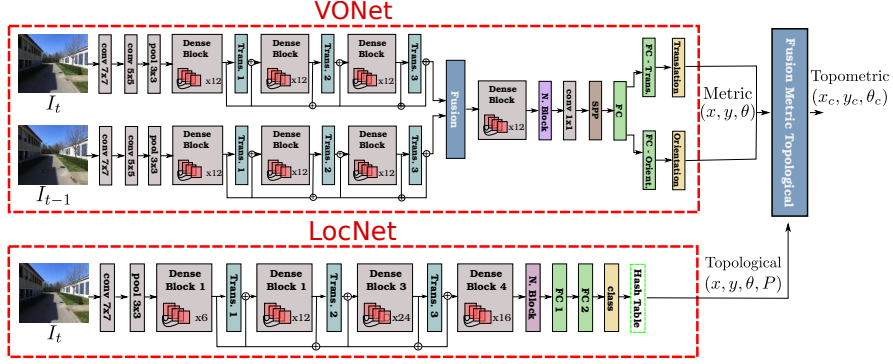 VONet
conv 7x7
conv 5x5
pool 3x3
Dense
Block
x12
Trans. 1
Dense
Block
x12
Trans. 2
Dense
Block
x12
Trans. 3
I_t
conv 7x7
conv 5x5
pool 3x3
Dense
Block
x12
Trans. 1
Dense
Block
x12
Trans. 2
Dense
Block
x12
Trans. 3
I_{t-1}
Fusion
Dense
Block
x12
N. Block
conv 1x1
SPP
FC
FC - Trans.
Translation
FC - Orient.
Orientation
Metric
(x, y, θ)
Fusion Metric Topological
Topometric
(x_c, y_c, θ_c)
LocNet
I_t
conv 7x7
pool 3x3
Dense
Block 1
x6
Trans. 1
Dense
Block 1
x12
Trans. 2
Dense
Block 3
x24
Trans. 3
Dense
Block 4
x16
N. Block
FC 1
FC 2
class
Hash Table
Topological
(x, y, θ, P)